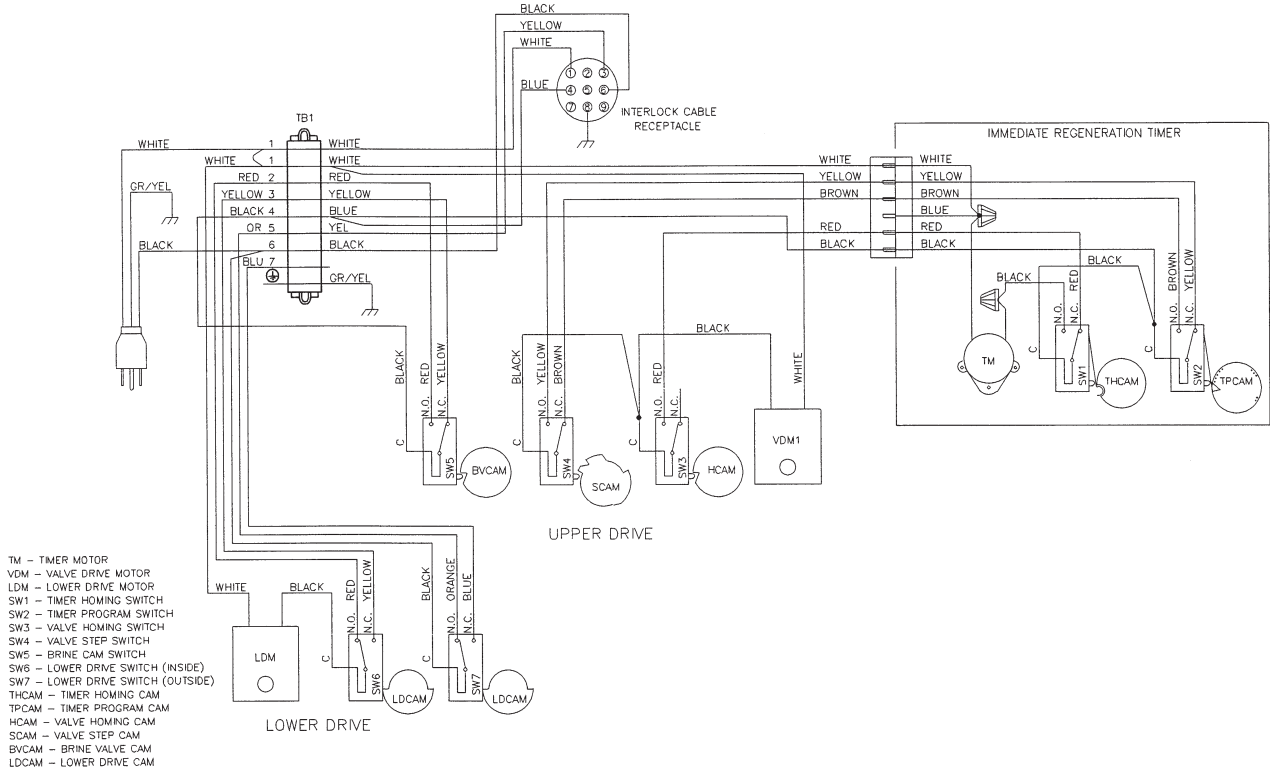 BLACK
YELLOW
WHITE
BLUE
1 2 3
4 5 6
7 8 9
INTERLOCK CABLE
RECEPTACLE
TB1
WHITE 1 WHITE
WHITE 1 WHITE
RED 2 RED
YELLOW 3 YELLOW
BLACK 4 BLUE
OR 5 YEL
BLACK 6 BLACK
BLU 7
GR/YEL
GR/YEL
IMMEDIATE REGENERATION TIMER
WHITE WHITE
YELLOW YELLOW
BROWN BROWN
BLUE
RED RED
BLACK BLACK
BLACK
BLACK
N.O.
N.C. RED
C
SW1
TM
THCAM
N.O. BROWN
N.C. YELLOW
C
SW2
TPCAM
BLACK
C
N.O. RED
N.C. YELLOW
SW5
BVCAM
BLACK
C
N.O. YELLOW
N.C. BROWN
SW4
SCAM
BLACK
C
N.O. RED
N.C.
SW3
HCAM
WHITE
VDM1
UPPER DRIVE
WHITE
BLACK
LDM
C
N.O. RED
N.C. YELLOW
SW6
LDCAM
BLACK
C
N.O. ORANGE
N.C. BLUE
SW7
LDCAM
LOWER DRIVE
TM – TIMER MOTOR
VDM – VALVE DRIVE MOTOR
LDM – LOWER DRIVE MOTOR
SW1 – TIMER HOMING SWITCH
SW2 – TIMER PROGRAM SWITCH
SW3 – VALVE HOMING SWITCH
SW4 – VALVE STEP SWITCH
SW5 – BRINE CAM SWITCH
SW6 – LOWER DRIVE SWITCH (INSIDE)
SW7 – LOWER DRIVE SWITCH (OUTSIDE)
THCAM – TIMER HOMING CAM
TPCAM – TIMER PROGRAM CAM
HCAM – VALVE HOMING CAM
SCAM – VALVE STEP CAM
BVCAM – BRINE VALVE CAM
LDCAM – LOWER DRIVE CAM